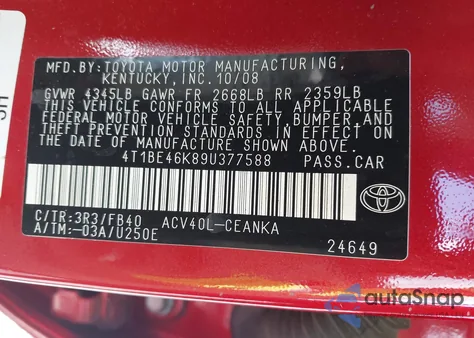 MFD.BY:TOYOTA MOTOR MANUFACTURING,
KENTUCKY,INC.10/08
GVWR 4345LB GAWR FR 2668LB RR 2359LB
THIS VEHICLE CONFORMS TO ALL APPLICABLE
FEDERAL MOTOR VEHICLE SAFETY, BUMPER, AND
THEFT PREVENTION STANDARDS IN EFFECT ON
THE DATE OF MANUFACTURE SHOWN ABOVE.
4T1BE46K89U377588 PASS.CAR
C/TR:3R3/FB40 ACV40L-CEANKA
A/TM:-03A/U250E
24649
autoSnap